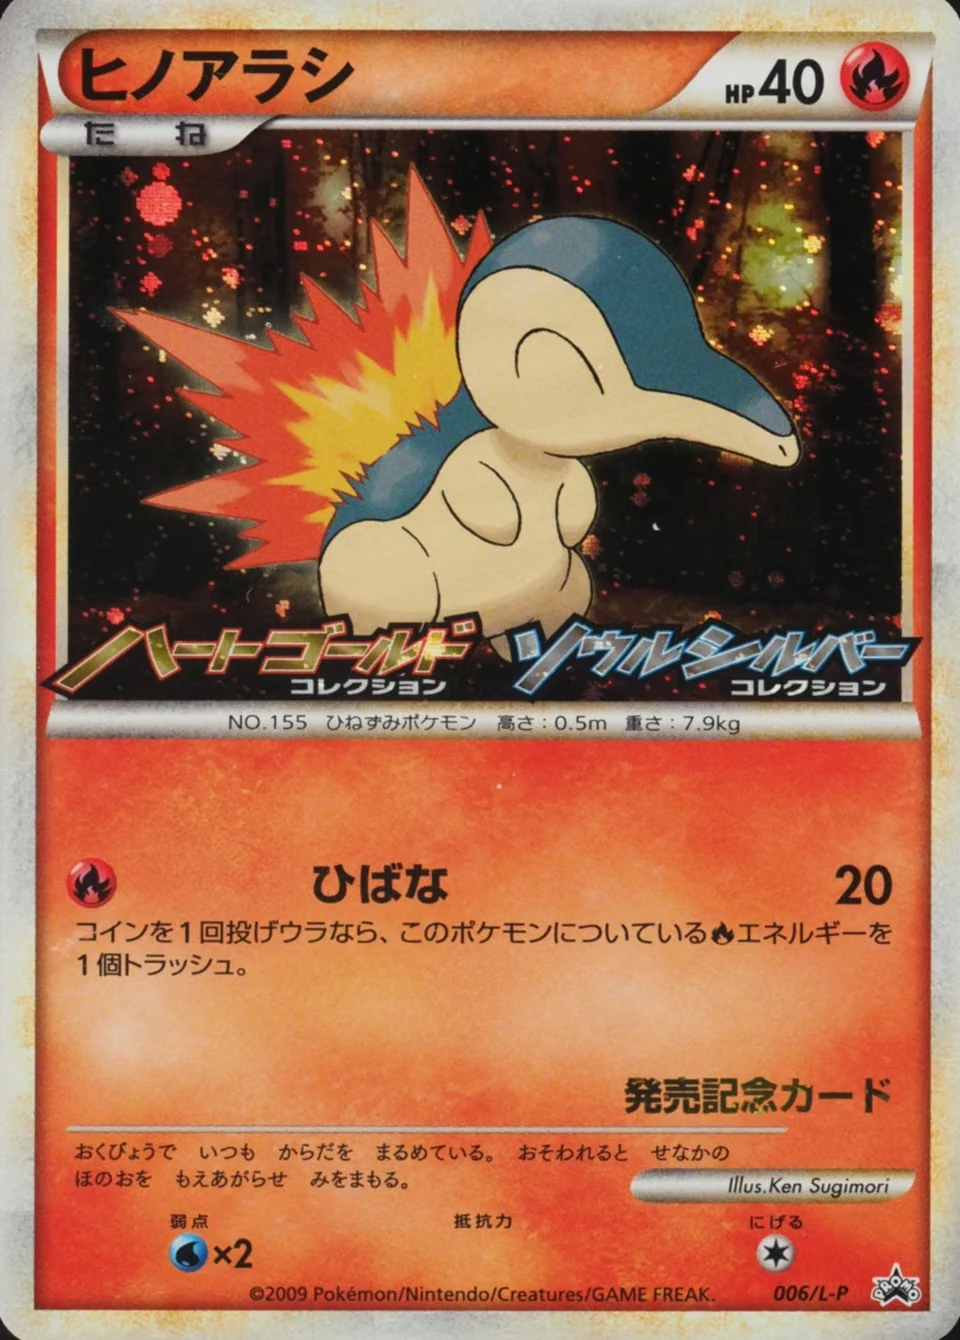 ヒノアラシ
HP40
たね
ハートゴールド ソウルシルバー
コレクション コレクション
NO.155 ひねずみポケモン 高さ:0.5m 重さ:7.9kg
ひばな 20
コインを1回投げウラなら、このポケモンについているエネルギーを
1個トラッシュ。
発売記念カード
おくびょうで いつも からだを まるめている。 おそわれると せなかの
ほのおを もえあがらせ みをまもる。
Illus.Ken Sugimori
弱点 抵抗力 にげる
×2
©2009 Pokémon/Nintendo/Creatures/GAME FREAK.
006/L-P
PROMO